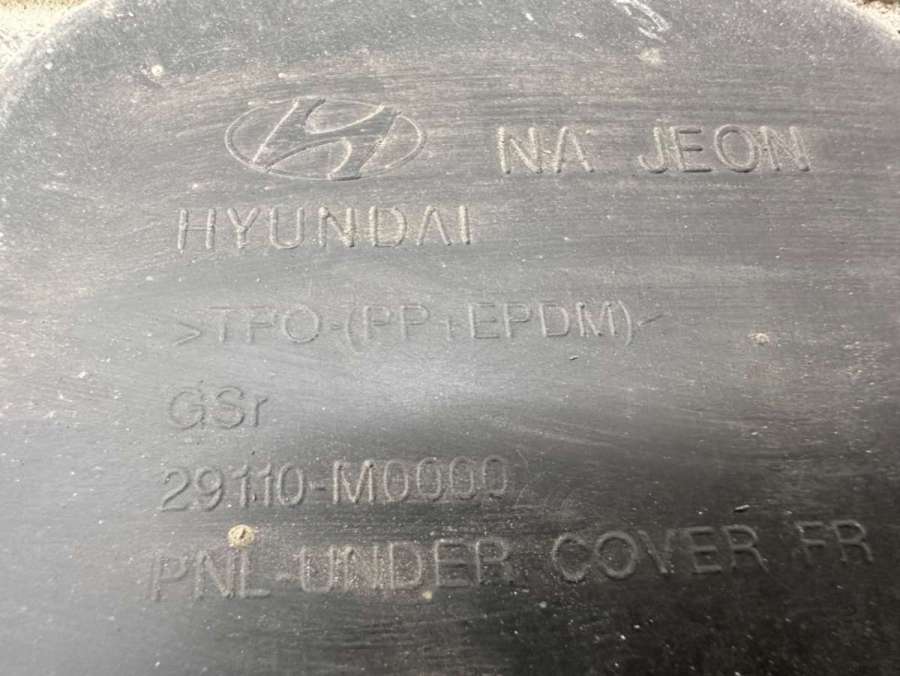 NA JEON
HYUNDAI
>TPO-(PP+EPDM)<
GSr
29110-M0000
PNL-UNDER COVER FR